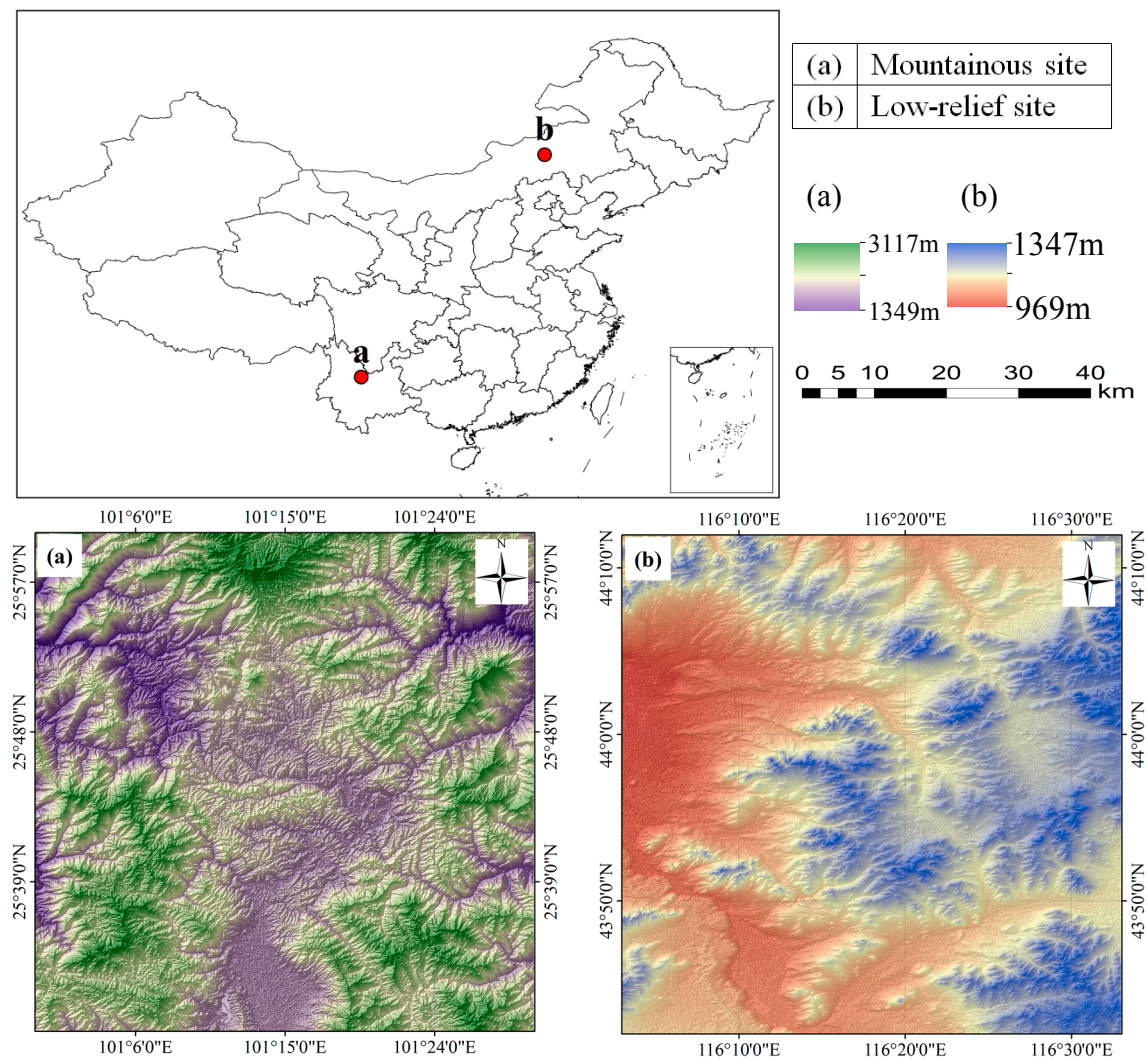 (a) Mountainous site
(b) Low-relief site
b
a
(a) (b)
3117m 1347m
1349m 969m
0 5 10 20 30 40
km
101°6'0"E 101°15'0"E 101°24'0"E
116°10'0"E 116°20'0"E 116°30'0"E
(a)
N
25°57'0"N
25°48'0"N
25°39'0"N
25°57'0"N
25°48'0"N
25°39'0"N
(b)
N
44°10'0"N
44°0'0"N
43°50'0"N
44°10'0"N
44°0'0"N
43°50'0"N
101°6'0"E 101°15'0"E 101°24'0"E
116°10'0"E 116°20'0"E 116°30'0"E